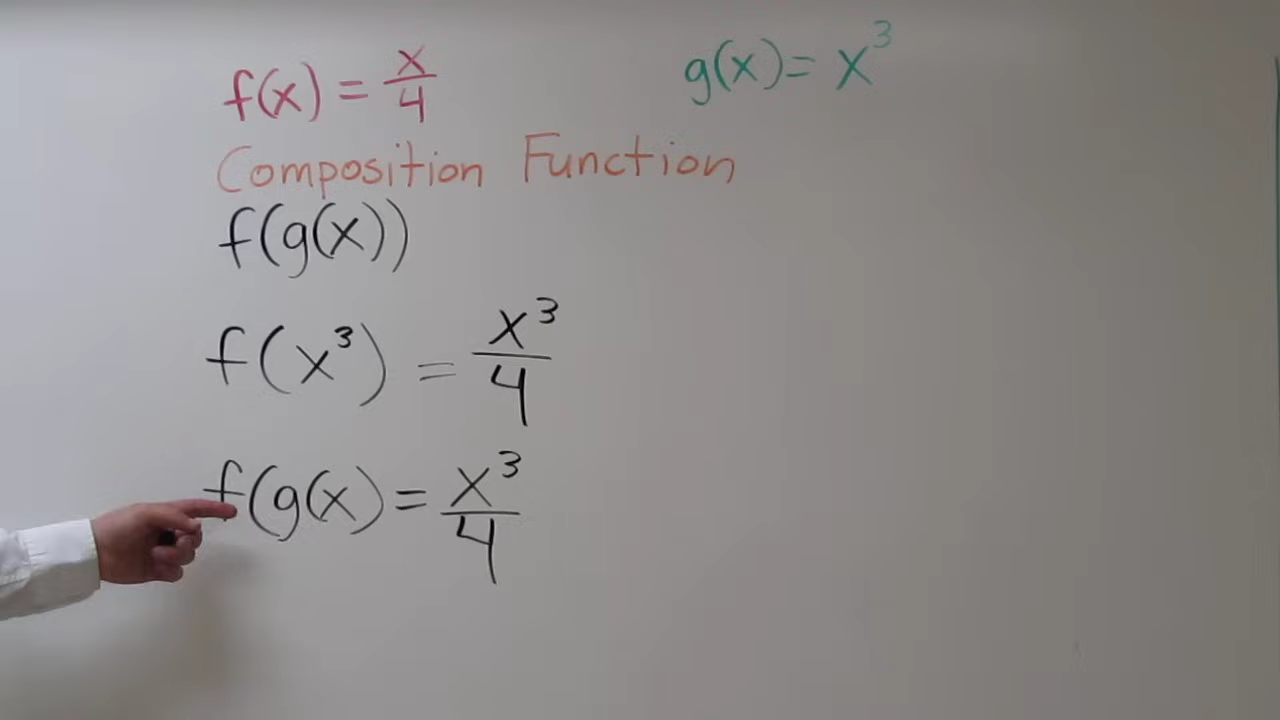 f(x) = x/4 g(x) = x³
Composition Function
f(g(x))
f(x³) = x³/4
f(g(x) = x³/4